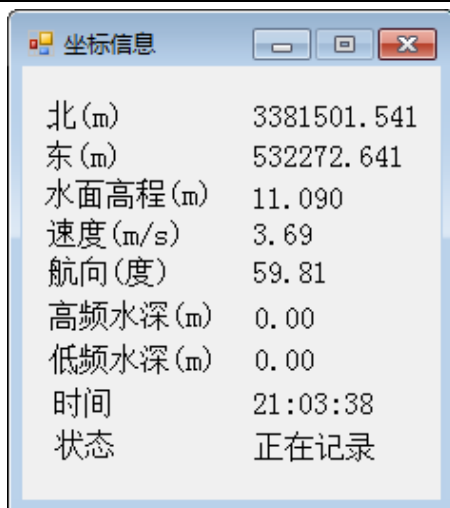 坐标信息
北(m) 3381501.541
东(m) 532272.641
水面高程(m) 11.090
速度(m/s) 3.69
航向(度) 59.81
高频水深(m) 0.00
低频水深(m) 0.00
时间 21:03:38
状态 正在记录